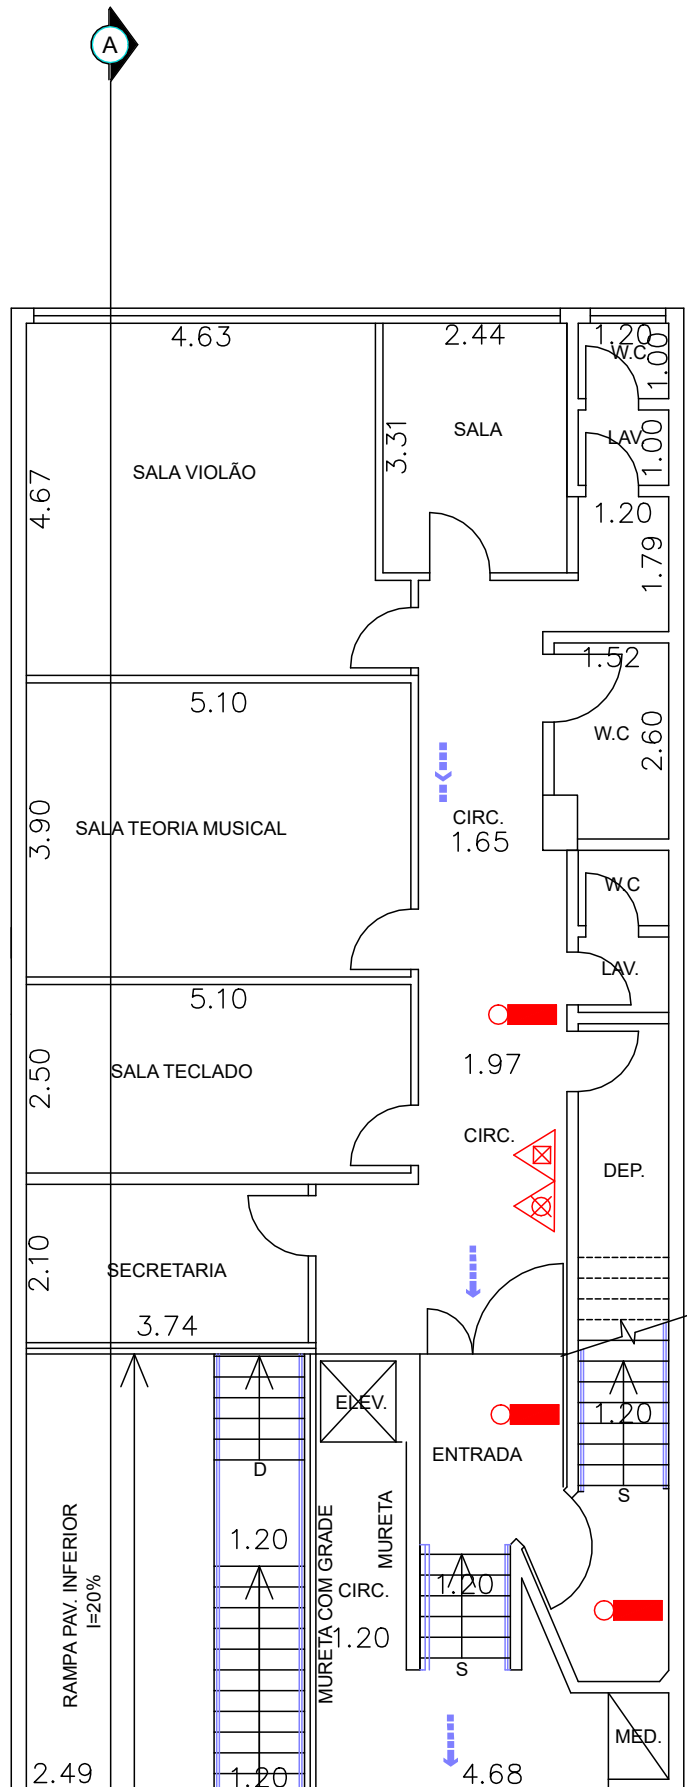 A
4.63
2.44
1.20
W.C
1.00
SALA
3.31
LAV.
1.00
SALA VIOLÃO
4.67
1.20
1.79
1.52
5.10
W.C
2.60
CIRC.
1.65
3.90
SALA TEORIA MUSICAL
W.C
LAV.
5.10
1.97
2.50
SALA TECLADO
CIRC.
DEP.
2.10
SECRETARIA
3.74
ELEV.
1.20
ENTRADA
D
S
RAMPA PAV. INFERIOR
I=20%
1.20
MURETA COM GRADE
MURETA
CIRC.
1.20
1.20
S
MED.
2.49
1.20
4.68